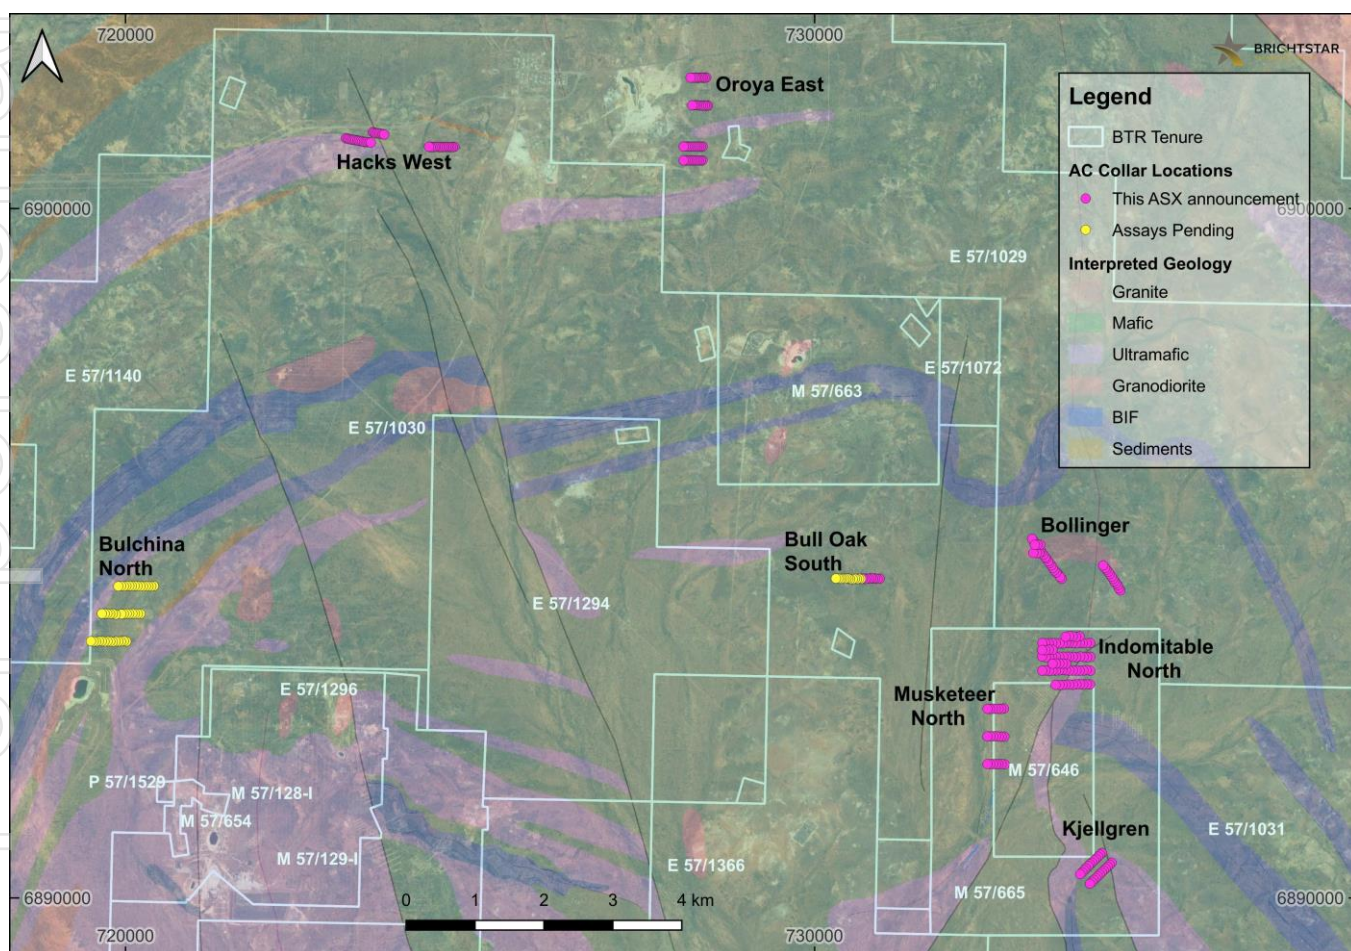 720000
730000
BRIGHTSTAR
Oroya East
Hacks West
6900000
6900000
Legend
BTR Tenure
AC Collar Locations
This ASX announcement
Assays Pending
Interpreted Geology
Granite
Mafic
Ultramafic
Granodiorite
BIF
Sediments
E 57/1029
E 57/1140
E 57/1072
M 57/663
E 57/1030
Bollinger
Bull Oak
South
Bulchina
North
E 57/1294
Indomitable
North
E 57/1296
Musketeer
North
M 57/646
P 57/1529
M 57/128-I
M 57/654
Kjellgren
E 57/1031
M 57/129-I
E 57/1366
M 57/665
6890000
6890000
0 1 2 3 4 km
720000
730000